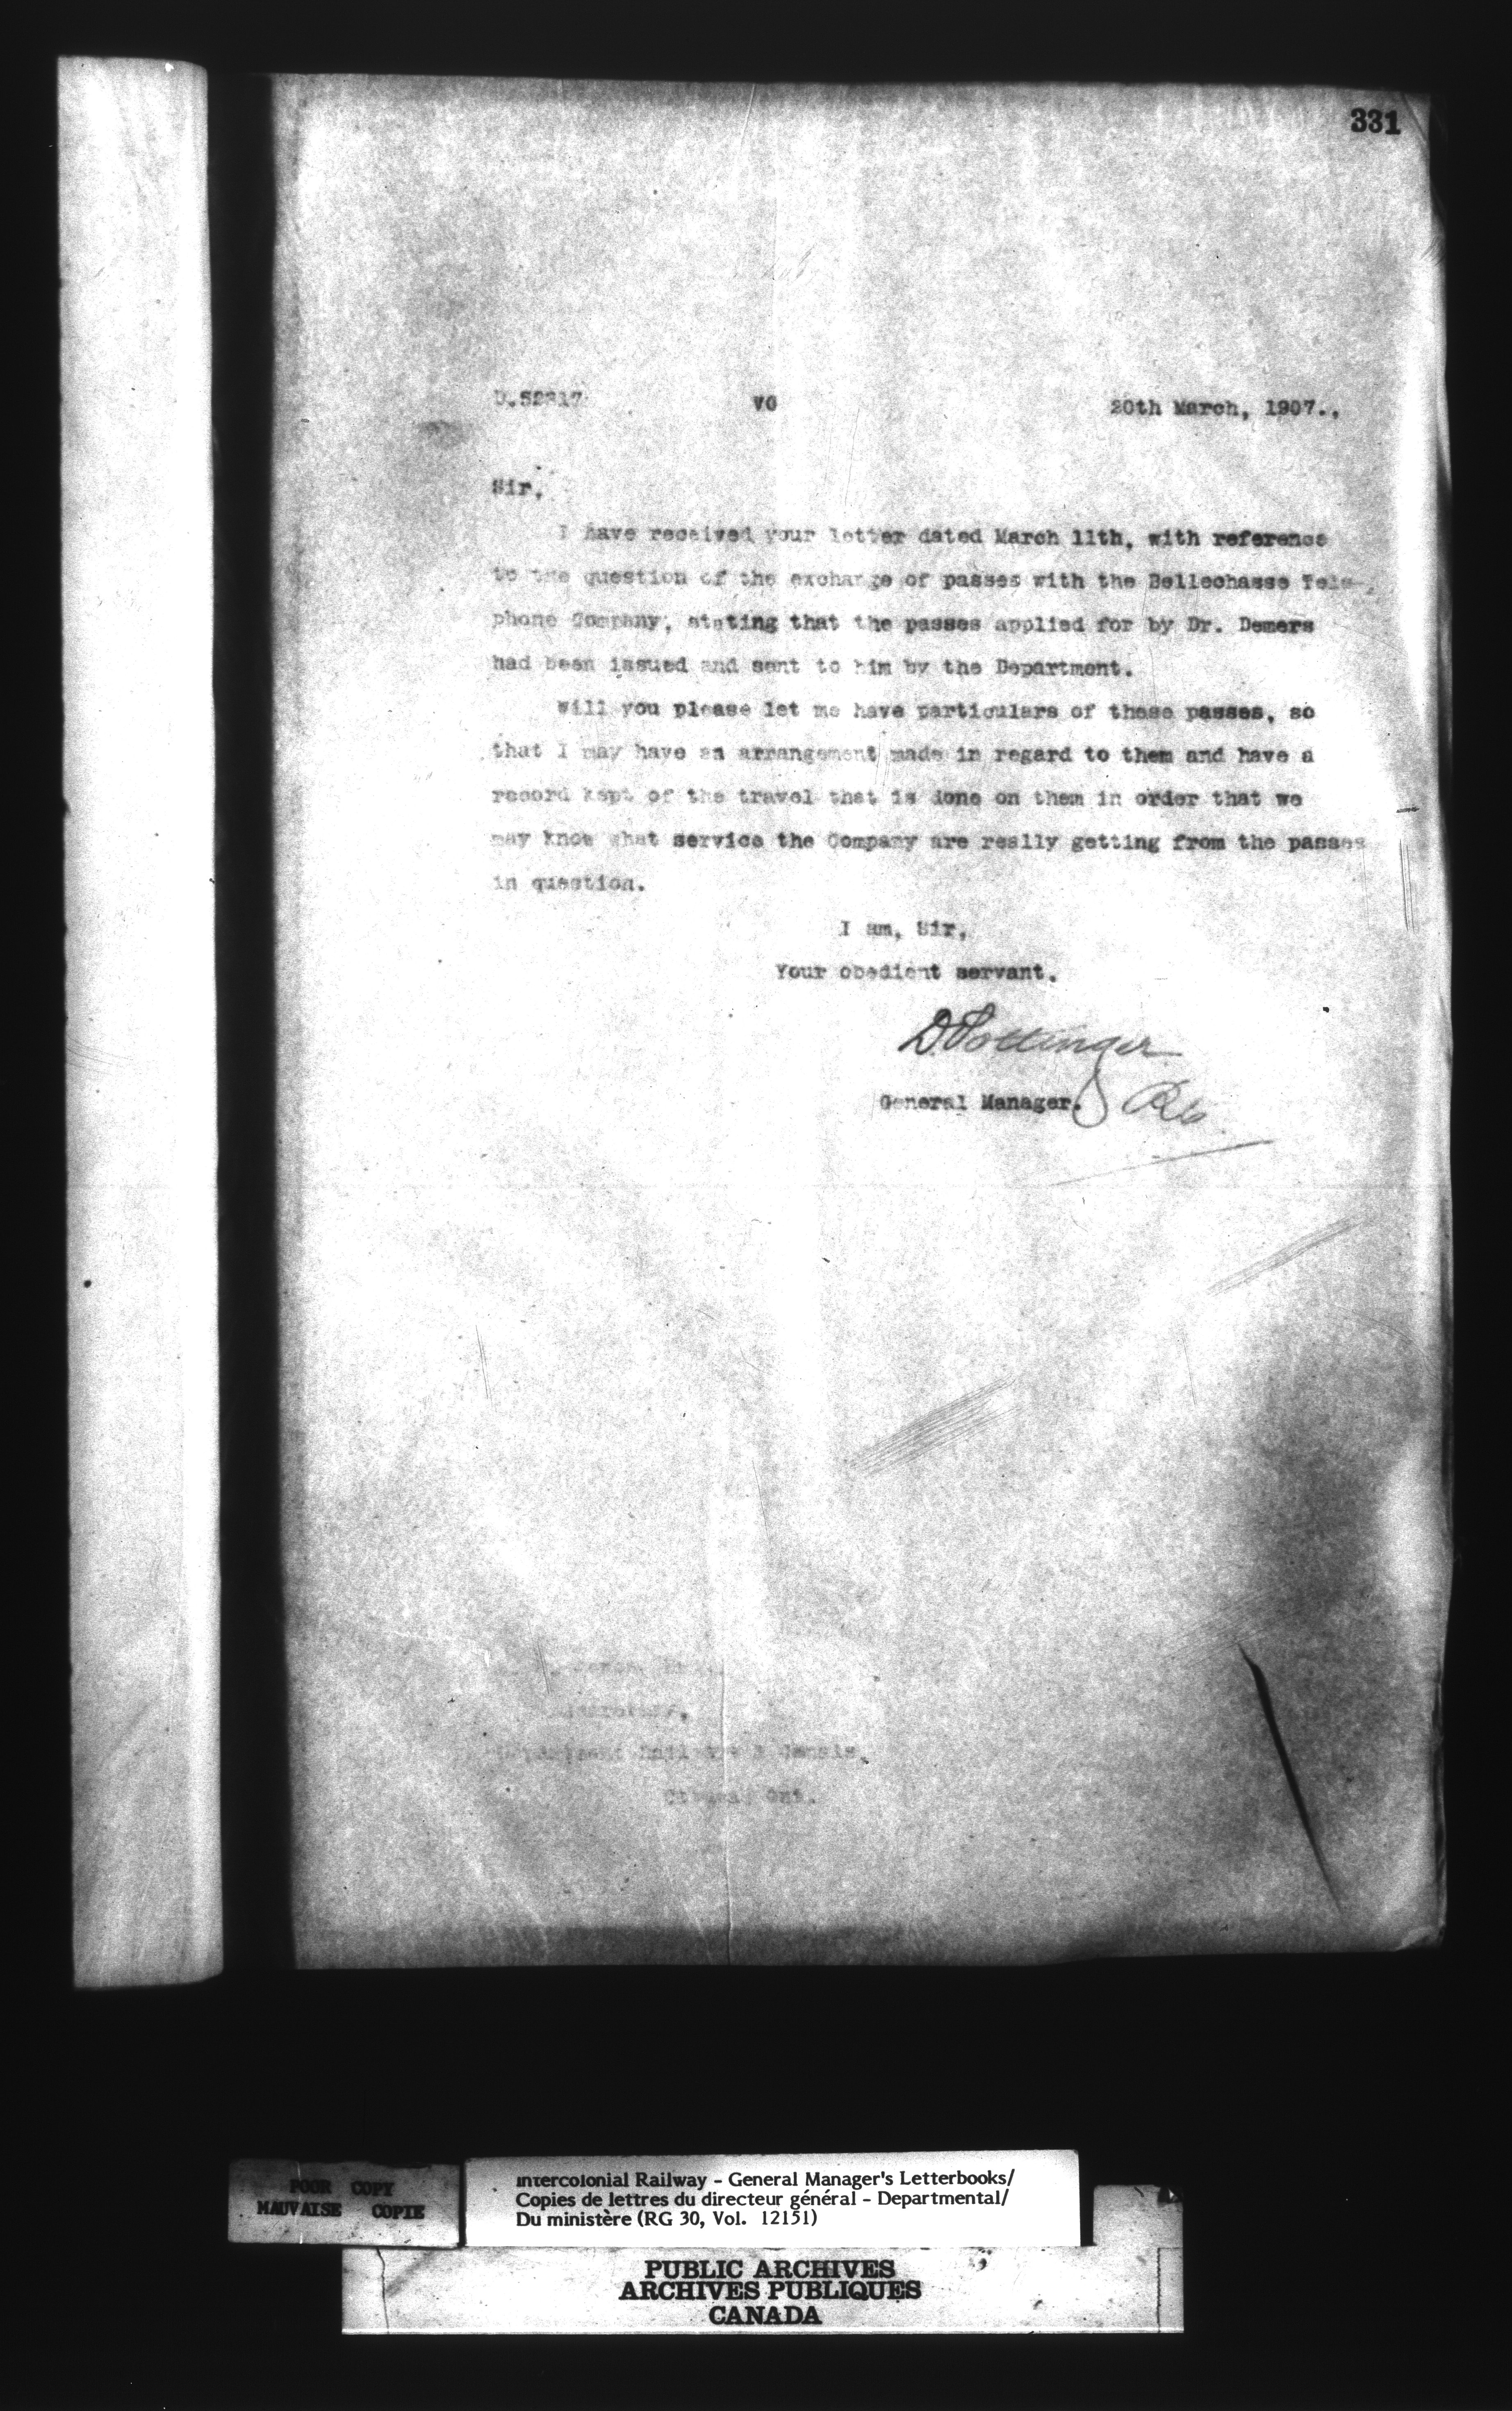 331
D.52817 VO 20th March, 1907.,
Sir,
I have received your letter dated March 11th, with reference
to the question of the exchange of passes with the Bellechasse Tele-
phone Company, stating that the passes applied for by Dr. Demers
had been issued and sent to him by the Department.
Will you please let me have particulars of these passes, so
that I may have an arrangement made in regard to them and have a
record kept of the travel that is done on them in order that we
may know what service the Company are really getting from the passes
in question.
I am, Sir,
Your obedient servant.
D Pottinger
General Manager.
Secretary,
Department Railways & Canals,
Ottawa, Ont.
POOR COPY
MAUVAISE COPIE
Intercolonial Railway - General Manager's Letterbooks/
Copies de lettres du directeur général - Departmental/
Du ministère (RG 30, Vol. 12151)
PUBLIC ARCHIVES
ARCHIVES PUBLIQUES
CANADA